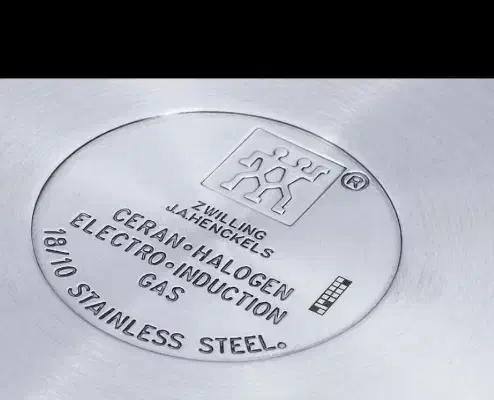 ®
ZWILLING
J.A.HENCKELS
CERAN∘HALOGEN
ELECTRO∘INDUCTION
GAS
18/10 STAINLESS STEEL∘